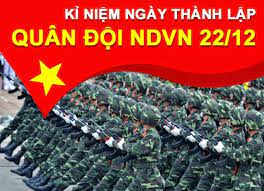 KỈ NIỆM NGÀY THÀNH LẬP
QUÂN ĐỘI NDVN 22/12